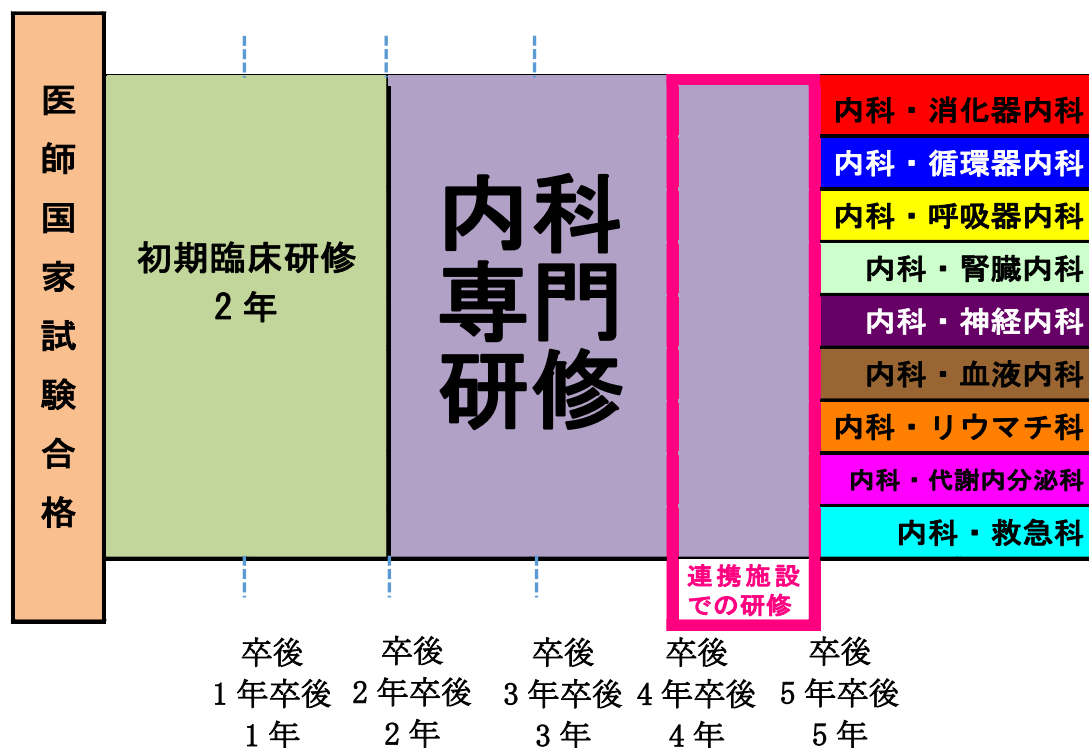 医師国家試験合格
初期臨床研修
2年
内科
専門
研修
連携施設
での研修
内科・消化器内科
内科・循環器内科
内科・呼吸器内科
内科・腎臓内科
内科・神経内科
内科・血液内科
内科・リウマチ科
内科・代謝内分泌科
内科・救急科
卒後
1年卒後
1年
卒後
2年卒後
2年
卒後
3年卒後
3年
卒後
4年卒後
4年
卒後
5年卒後
5年